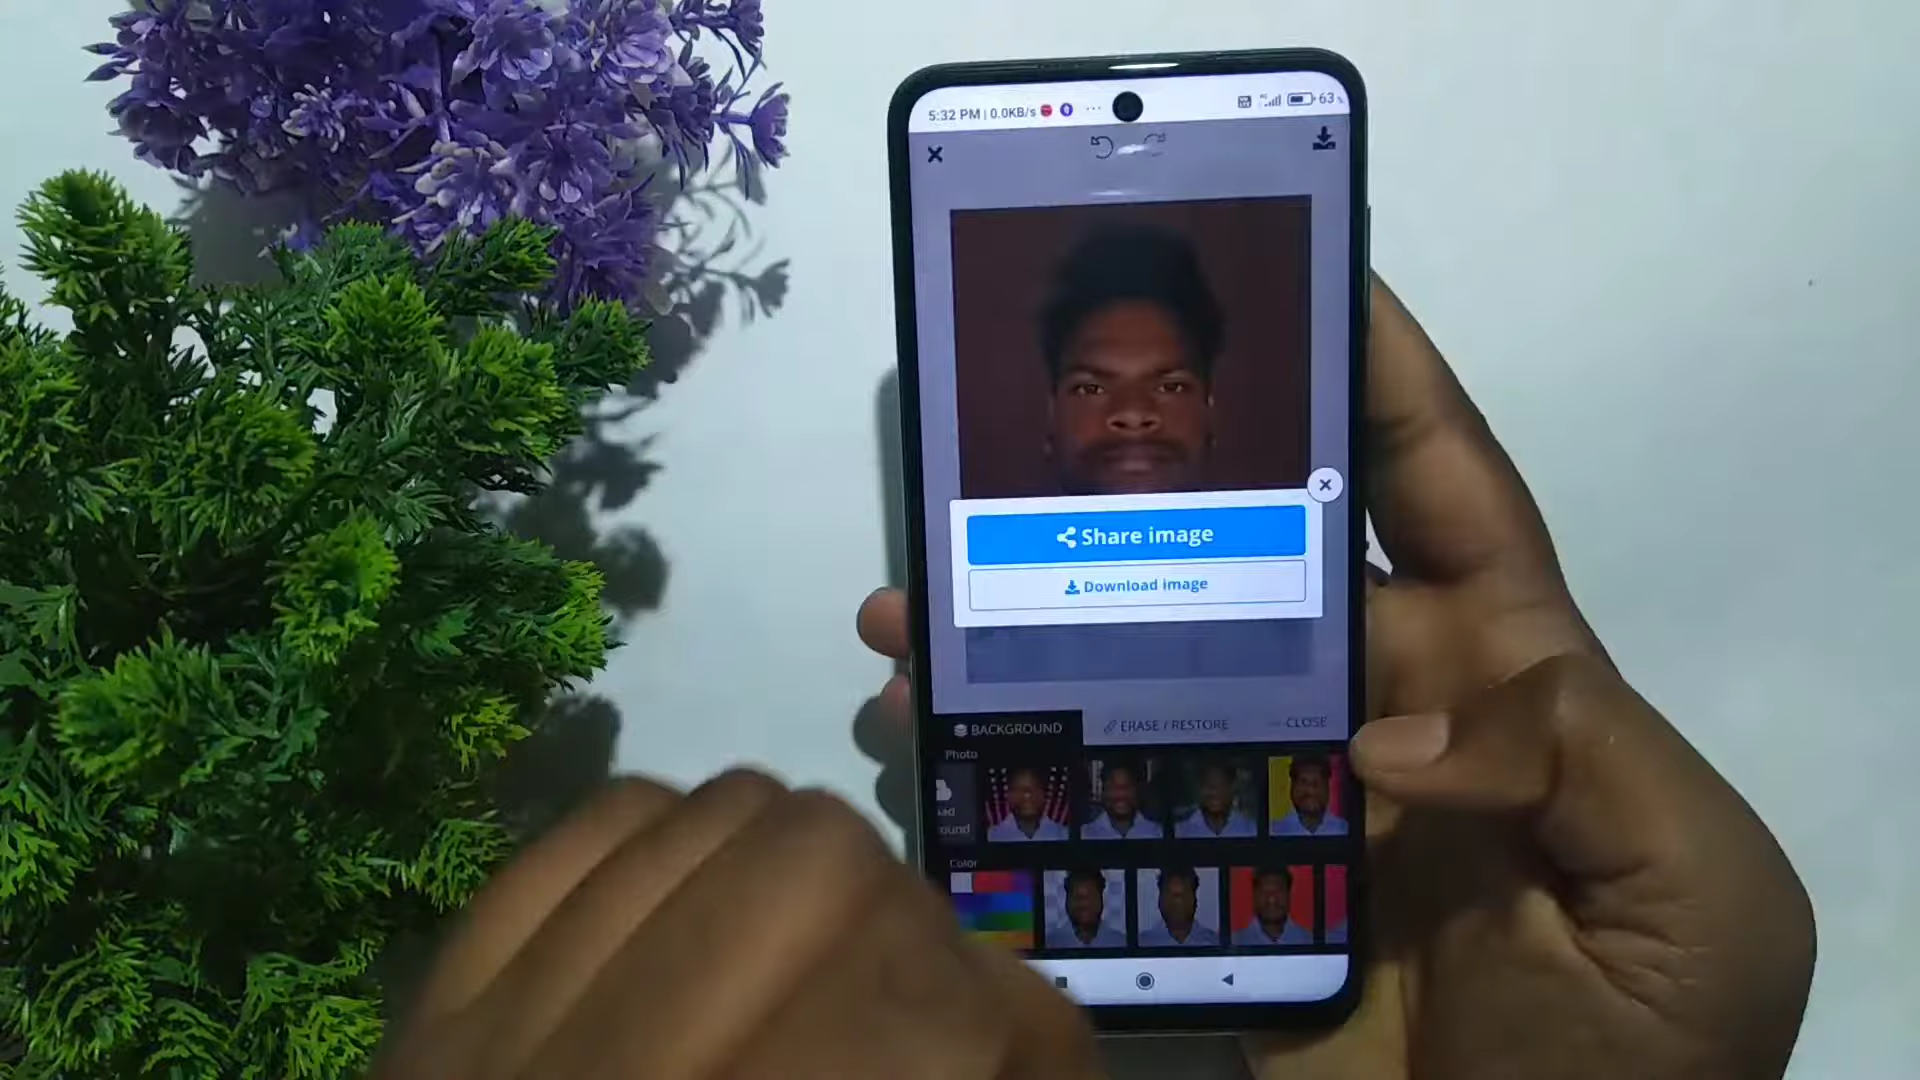 5:32 PM | 0.0KB/s ... 63
Share image
Download image
BACKGROUND ERASE / RESTORE CLOSE
Photo
Color